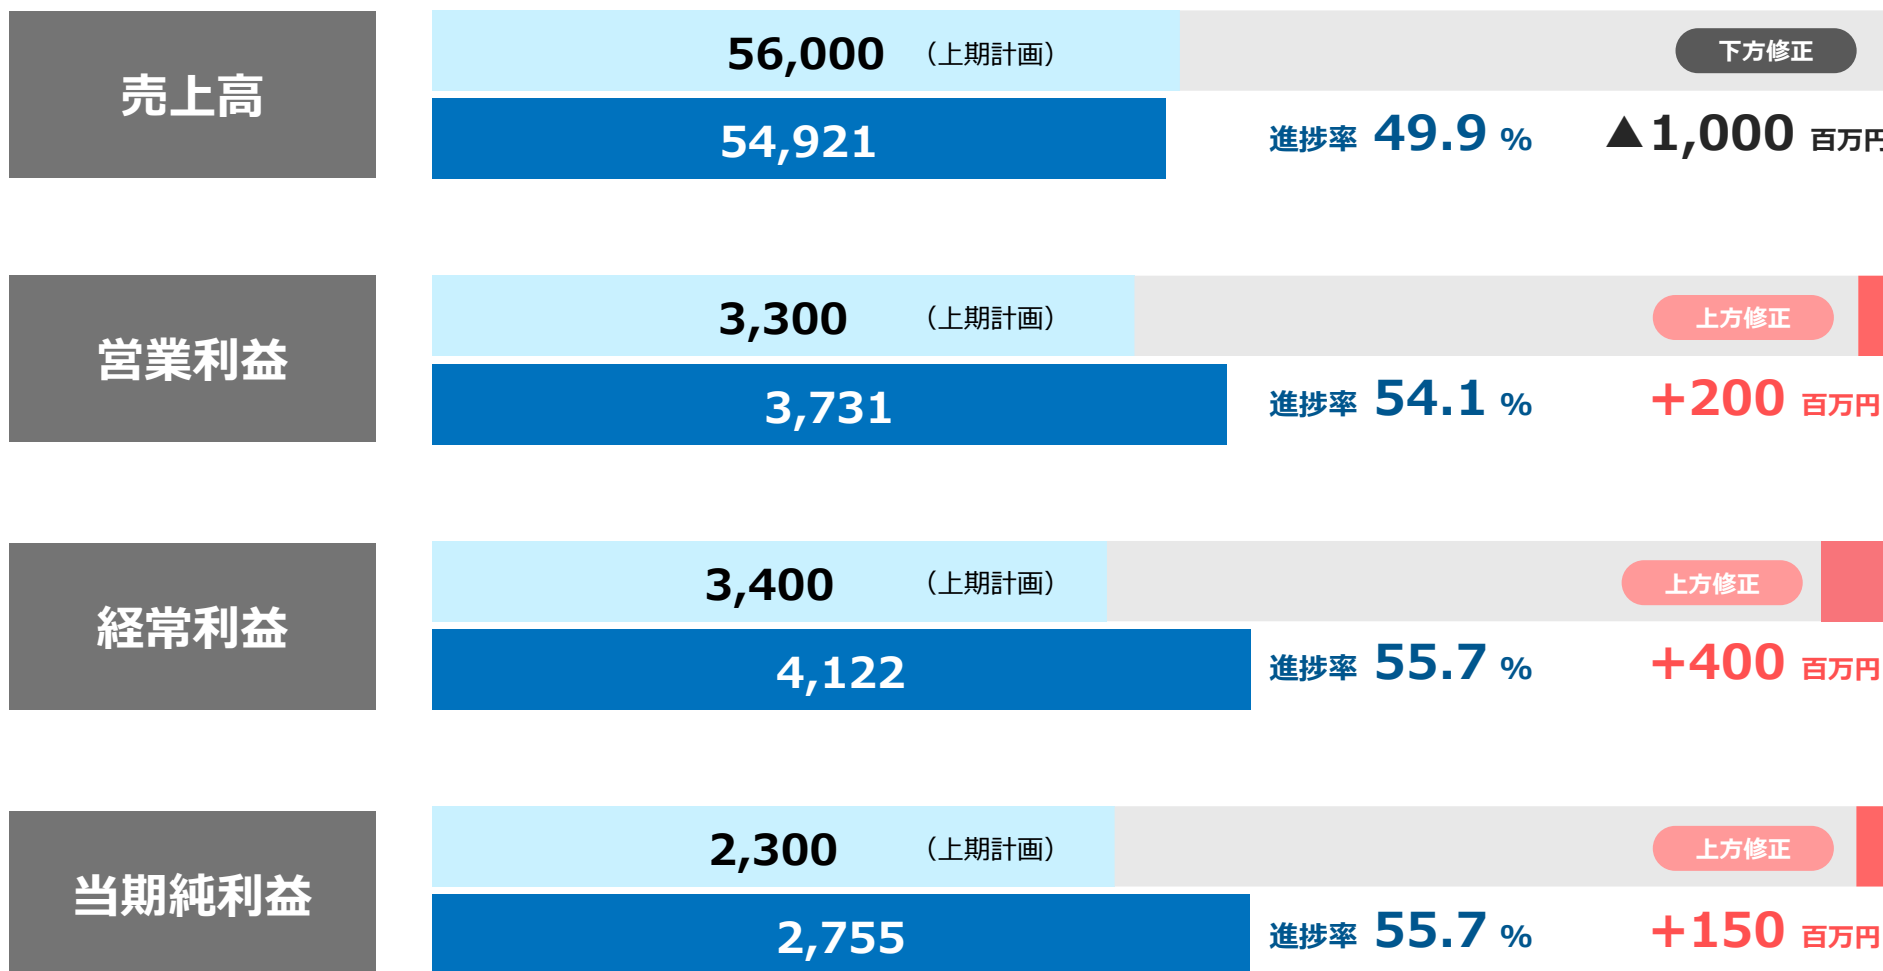 売上高
56,000 （上期計画）
下方修正
54,921
進捗率 49.9 %
▲1,000 百万円
営業利益
3,300 （上期計画）
上方修正
3,731
進捗率 54.1 %
+200 百万円
経常利益
3,400 （上期計画）
上方修正
4,122
進捗率 55.7 %
+400 百万円
当期純利益
2,300 （上期計画）
上方修正
2,755
進捗率 55.7 %
+150 百万円